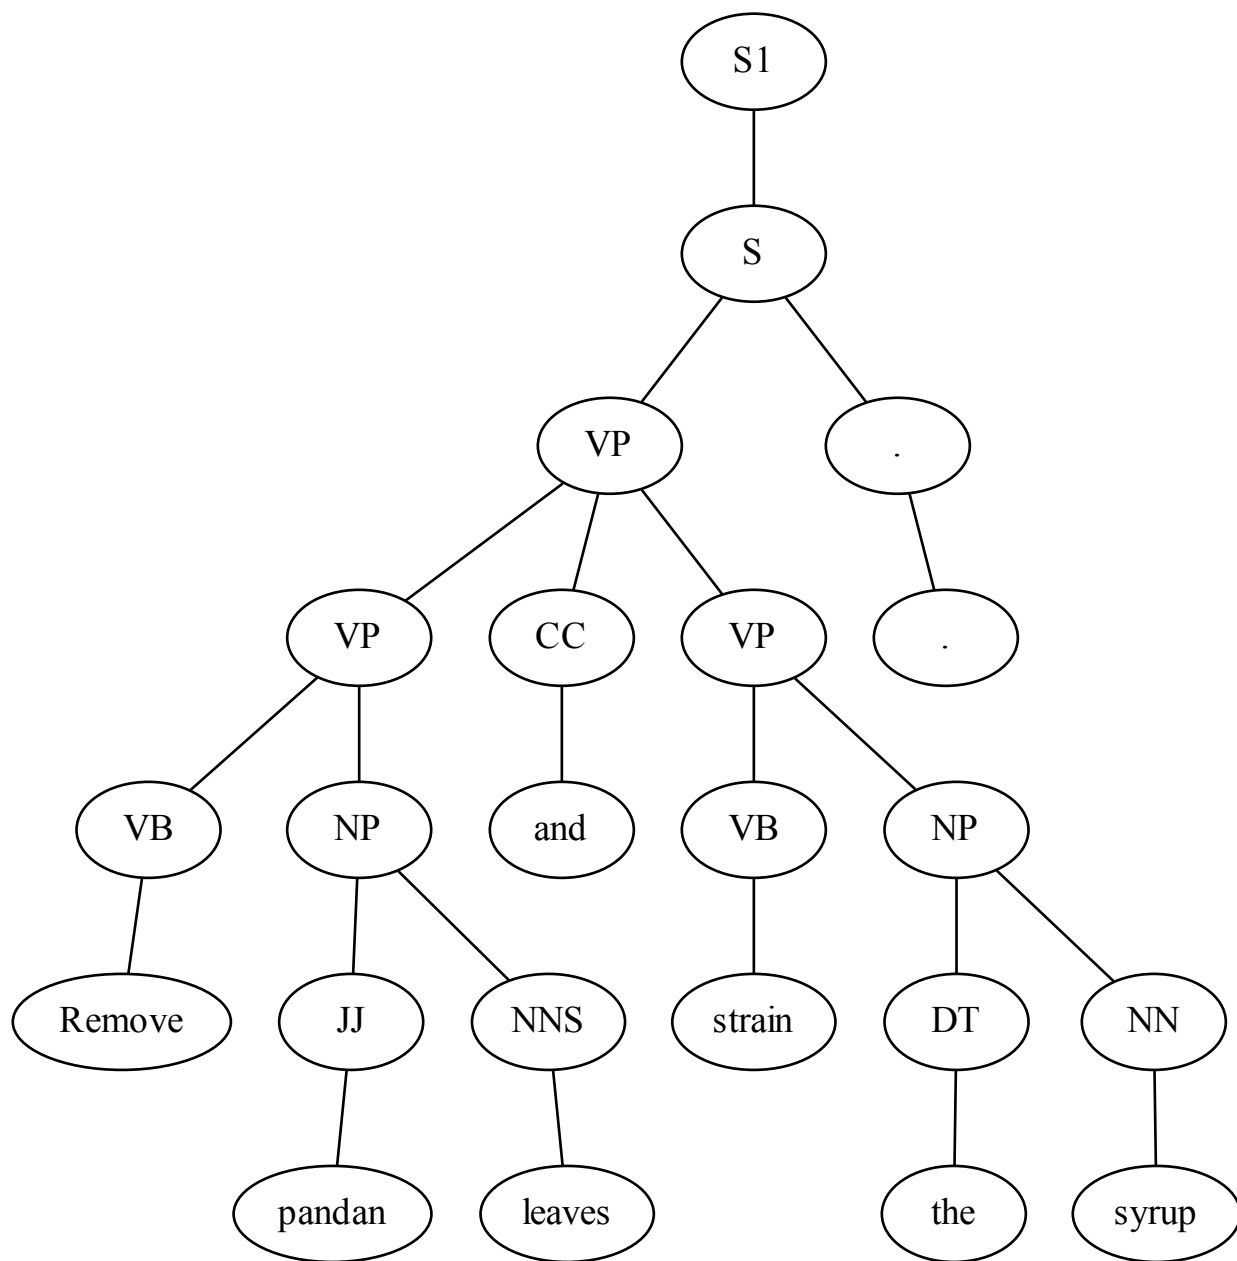 S1
S
VP .
VP CC VP .
VB NP and VB NP
Remove JJ NNS strain DT NN
pandan leaves the syrup